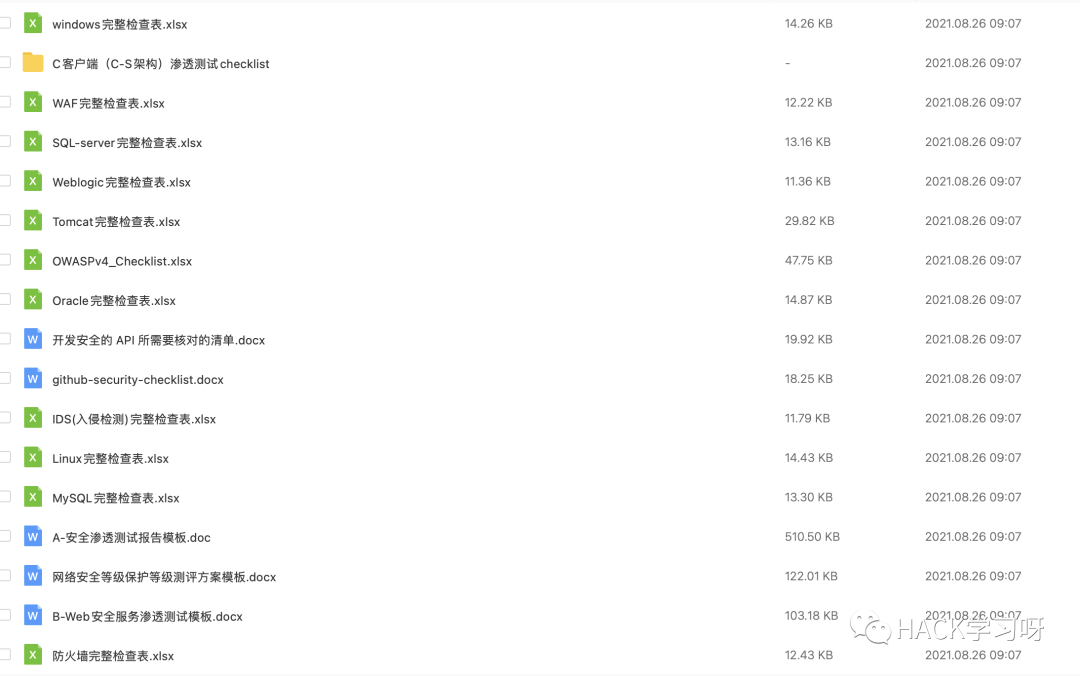 windows完整检查表.xlsx 14.26 KB 2021.08.26 09:07
C客户端（C-S架构）渗透测试checklist - 2021.08.26 09:07
WAF完整检查表.xlsx 12.22 KB 2021.08.26 09:07
SQL-server完整检查表.xlsx 13.16 KB 2021.08.26 09:07
Weblogic完整检查表.xlsx 11.36 KB 2021.08.26 09:07
Tomcat完整检查表.xlsx 29.82 KB 2021.08.26 09:07
OWASPv4_Checklist.xlsx 47.75 KB 2021.08.26 09:07
Oracle完整检查表.xlsx 14.87 KB 2021.08.26 09:07
开发安全的 API 所需要核对的清单.docx 19.92 KB 2021.08.26 09:07
github-security-checklist.docx 18.25 KB 2021.08.26 09:07
IDS(入侵检测)完整检查表.xlsx 11.79 KB 2021.08.26 09:07
Linux完整检查表.xlsx 14.43 KB 2021.08.26 09:07
MySQL完整检查表.xlsx 13.30 KB 2021.08.26 09:07
A-安全渗透测试报告模板.doc 510.50 KB 2021.08.26 09:07
网络安全等级保护等级测评方案模板.docx 122.01 KB 2021.08.26 09:07
B-Web安全服务渗透测试模板.docx 103.18 KB 2021.08.26 09:07
HACK学习呀
防火墙完整检查表.xlsx 12.43 KB 2021.08.26 09:07